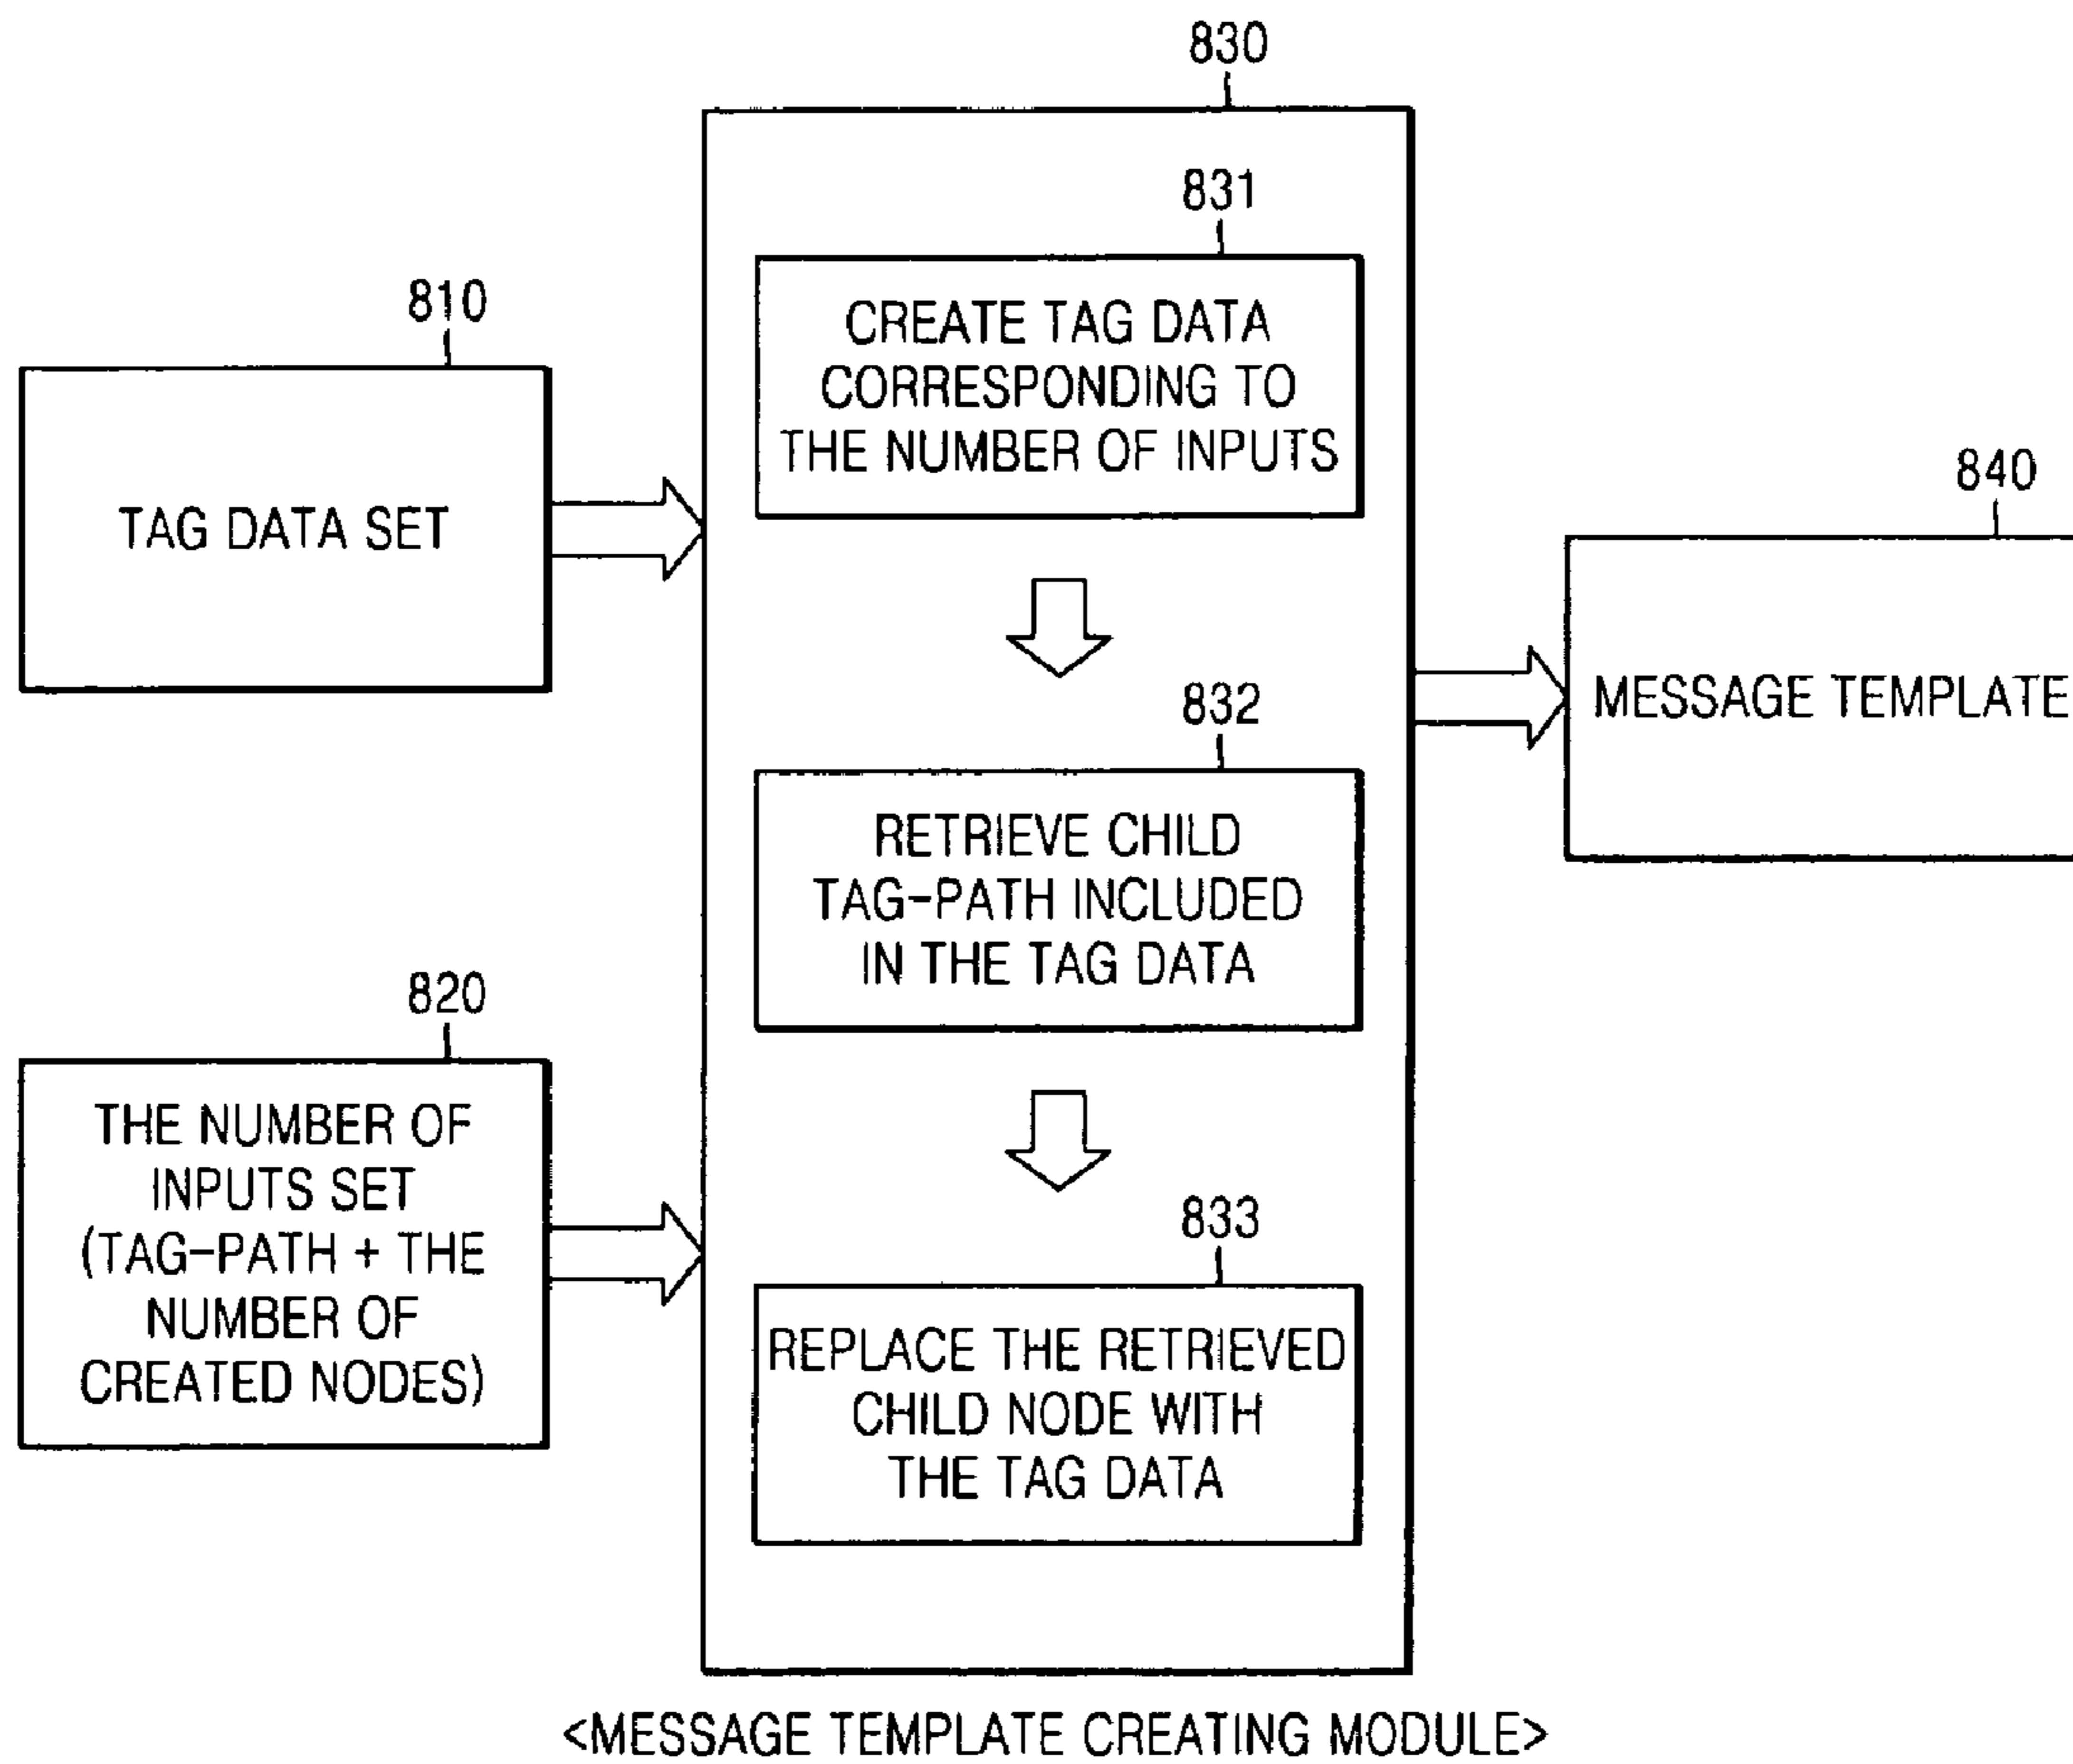 830
831
CREATE TAG DATA
CORRESPONDING TO
THE NUMBER OF INPUTS
810
TAG DATA SET
840
MESSAGE TEMPLATE
832
RETRIEVE CHILD
TAG-PATH INCLUDED
IN THE TAG DATA
820
THE NUMBER OF
INPUTS SET
(TAG-PATH + THE
NUMBER OF
CREATED NODES)
833
REPLACE THE RETRIEVED
CHILD NODE WITH
THE TAG DATA
<MESSAGE TEMPLATE CREATING MODULE>